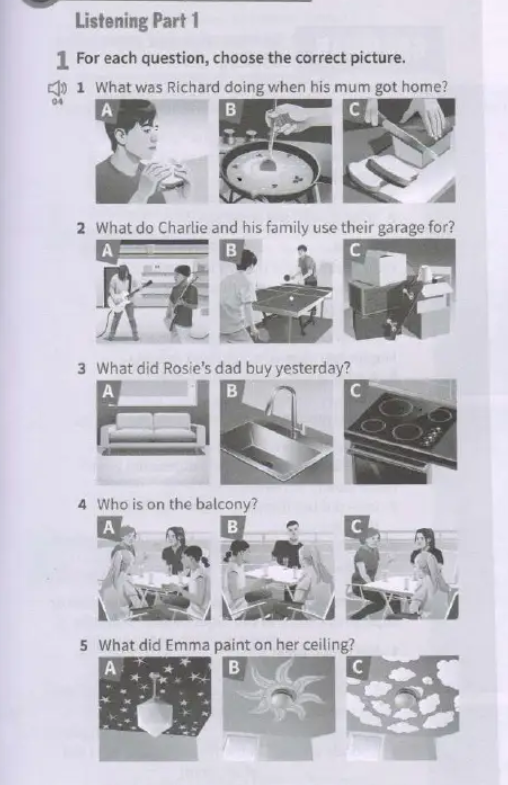 Listening Part 1
1 For each question, choose the correct picture.
04
1 What was Richard doing when his mum got home?
A B C
2 What do Charlie and his family use their garage for?
A B C
3 What did Rosie's dad buy yesterday?
A B C
4 Who is on the balcony?
A B C
5 What did Emma paint on her ceiling?
A B C